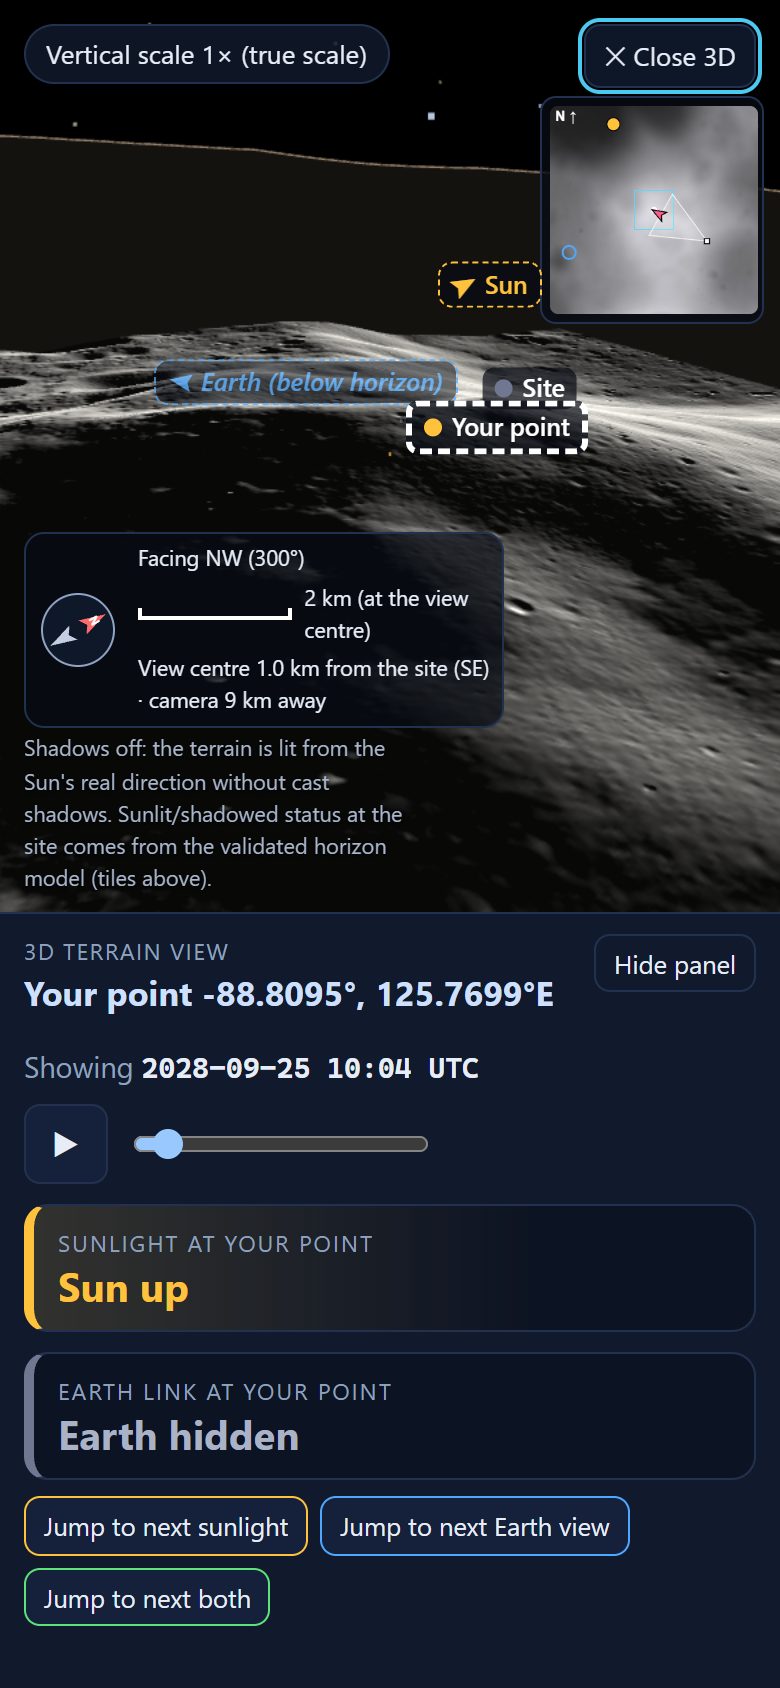 Vertical scale 1× (true scale)
✕ Close 3D
N ↑
Sun
Earth (below horizon)
Site
Your point
Facing NW (300°)
N
2 km (at the view
centre)
View centre 1.0 km from the site (SE)
· camera 9 km away
Shadows off: the terrain is lit from the
Sun's real direction without cast
shadows. Sunlit/shadowed status at the
site comes from the validated horizon
model (tiles above).
3D TERRAIN VIEW
Hide panel
Your point -88.8095°, 125.7699°E
Showing 2028-09-25 10:04 UTC
SUNLIGHT AT YOUR POINT
Sun up
EARTH LINK AT YOUR POINT
Earth hidden
Jump to next sunlight
Jump to next Earth view
Jump to next both